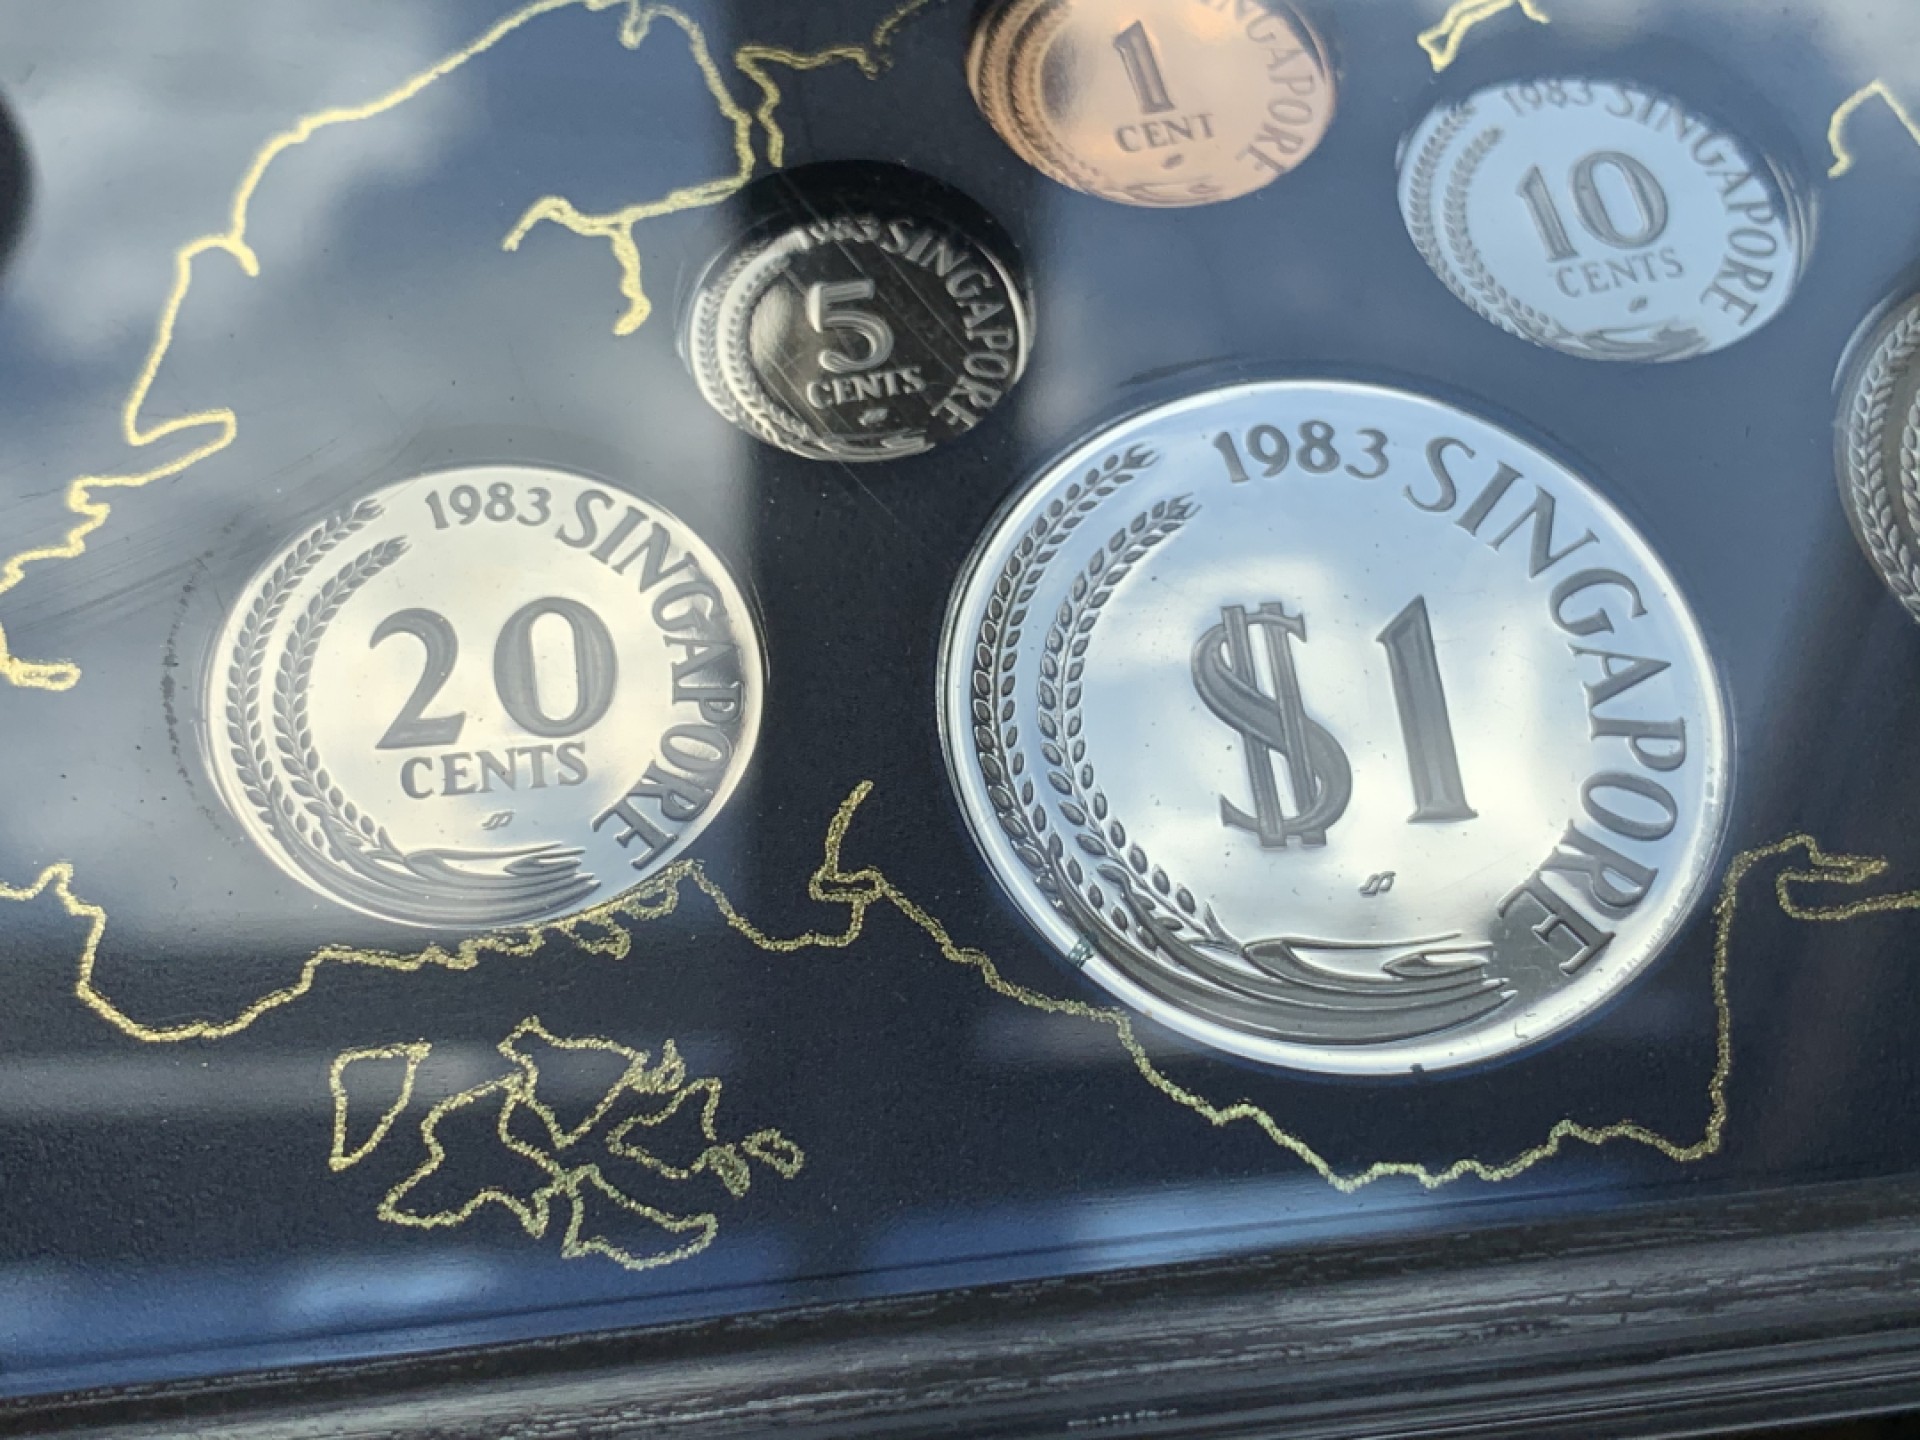 1
CENT
SINGAPORE
1983 SINGAPORE
10
CENTS
1983 SINGAPORE
5
CENTS
1983 SINGAPORE
20
CENTS
1983 SINGAPORE
$1